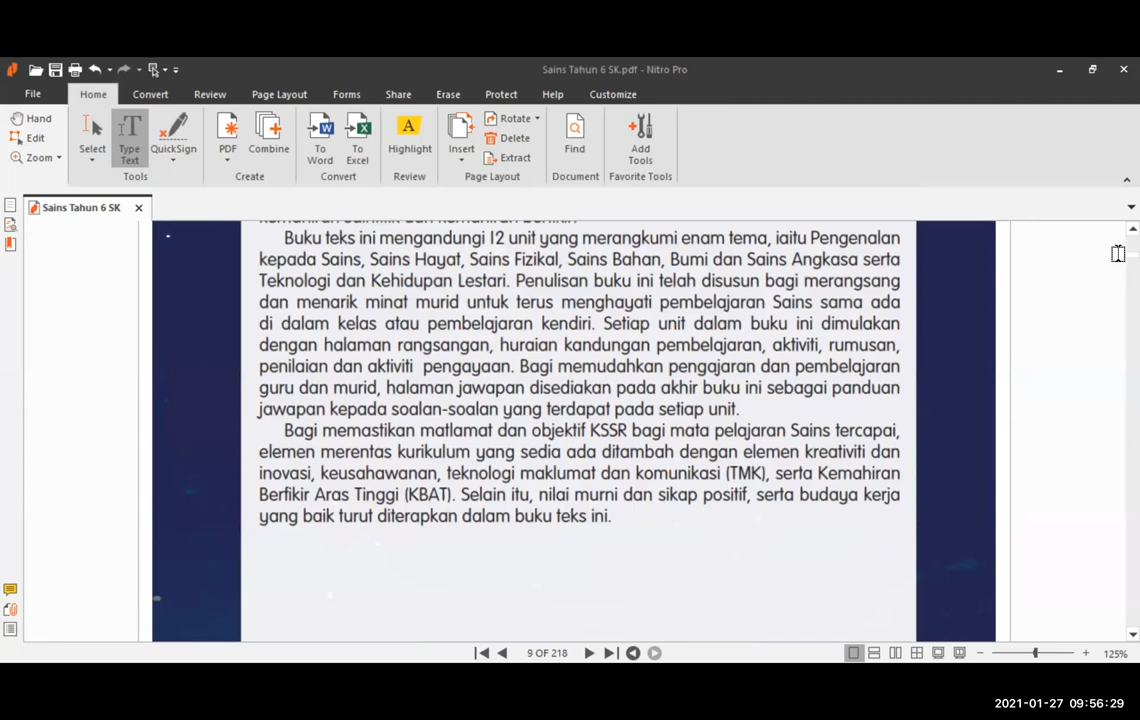 Sains Tahun 6 SK.pdf - Nitro Pro
File Home Convert Review Page Layout Forms Share Erase Protect Help Customize
Hand
Edit
Zoom
Select
Type Text
QuickSign
Tools
PDF
Combine
Create
To Word
To Excel
Convert
Highlight
Review
Insert
Rotate
Delete
Extract
Page Layout
Find
Document
Add Tools
Favorite Tools
Sains Tahun 6 SK
Buku teks ini mengandungi 12 unit yang merangkumi enam tema, iaitu Pengenalan
kepada Sains, Sains Hayat, Sains Fizikal, Sains Bahan, Bumi dan Sains Angkasa serta
Teknologi dan Kehidupan Lestari. Penulisan buku ini telah disusun bagi merangsang
dan menarik minat murid untuk terus menghayati pembelajaran Sains sama ada
di dalam kelas atau pembelajaran kendiri. Setiap unit dalam buku ini dimulakan
dengan halaman rangsangan, huraian kandungan pembelajaran, aktiviti, rumusan,
penilaian dan aktiviti pengayaan. Bagi memudahkan pengajaran dan pembelajaran
guru dan murid, halaman jawapan disediakan pada akhir buku ini sebagai panduan
jawapan kepada soalan-soalan yang terdapat pada setiap unit.
Bagi memastikan matlamat dan objektif KSSR bagi mata pelajaran Sains tercapai,
elemen merentas kurikulum yang sedia ada ditambah dengan elemen kreativiti dan
inovasi, keusahawanan, teknologi maklumat dan komunikasi (TMK), serta Kemahiran
Berfikir Aras Tinggi (KBAT). Selain itu, nilai murni dan sikap positif, serta budaya kerja
yang baik turut diterapkan dalam buku teks ini.
9 OF 218
125%
2021-01-27 09:56:29